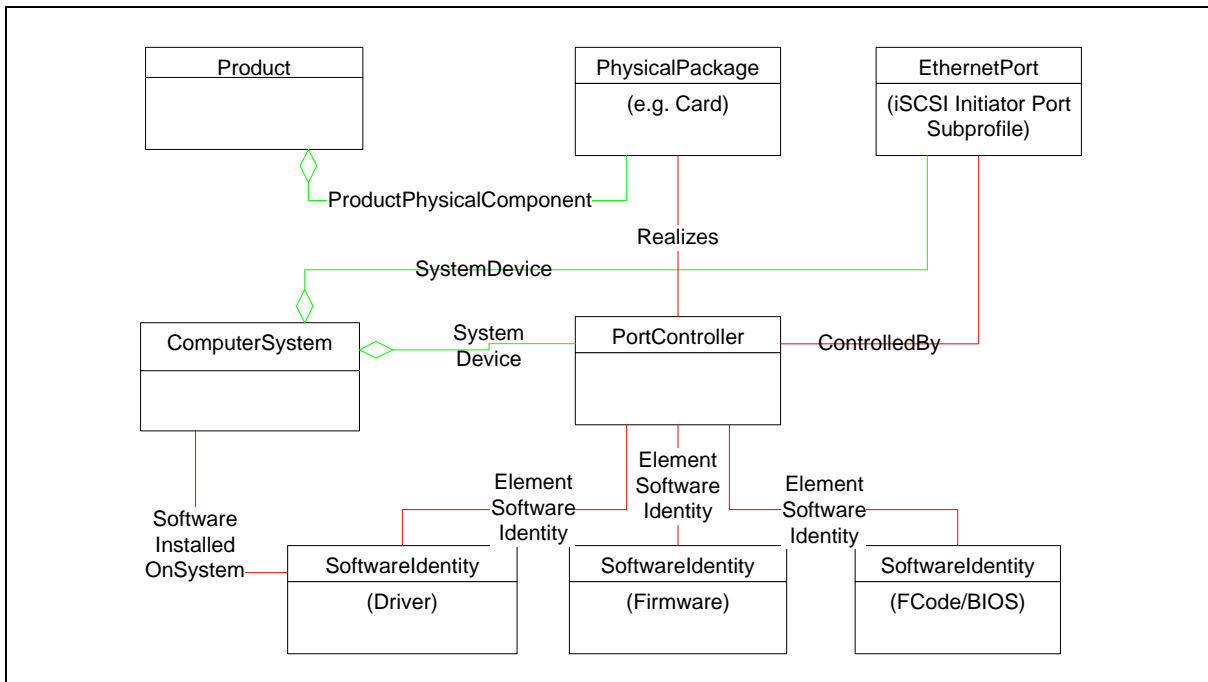 Product
PhysicalPackage
(e.g. Card)
EthernetPort
(iSCSI Initiator Port
Subprofile)
ProductPhysicalComponent
Realizes
SystemDevice
ComputerSystem
System
Device
PortController
ControlledBy
Element
Software
Identity
Element
Software
Identity
Element
Software
Identity
Software
Installed
OnSystem
SoftwareIdentity
(Driver)
SoftwareIdentity
(Firmware)
SoftwareIdentity
(FCode/BIOS)